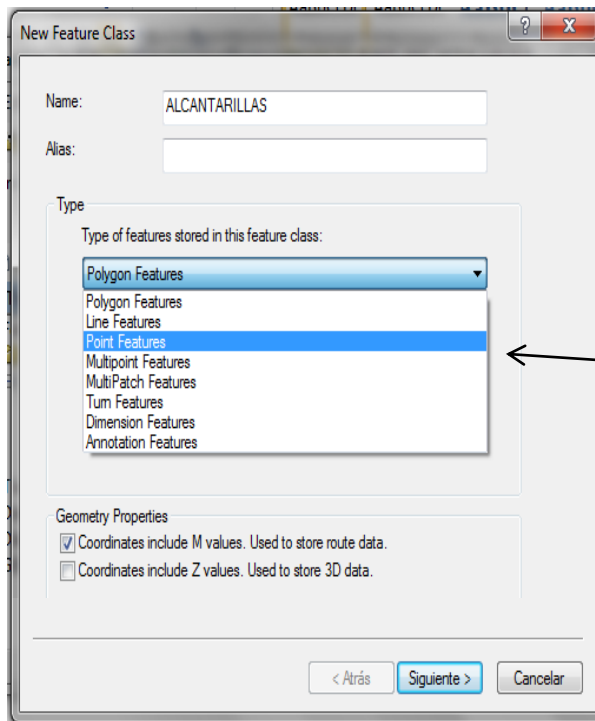 New Feature Class
Name:
ALCANTARILLAS
Alias:
Type
Type of features stored in this feature class:
Polygon Features
Polygon Features
Line Features
Point Features
Multipoint Features
MultiPatch Features
Turn Features
Dimension Features
Annotation Features
Geometry Properties
Coordinates include M values. Used to store route data.
Coordinates include Z values. Used to store 3D data.
< Atrás
Siguiente >
Cancelar